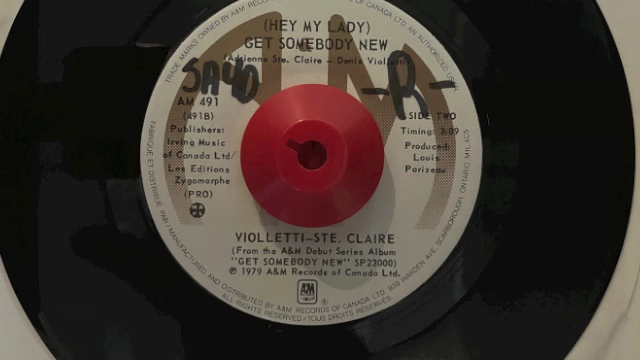 TRADE MARKS OWNED BY A&M RECORDS OF CANADA LTD. AN AUTHORIZED USER.
(HEY MY LADY)
GET SOMEBODY NEW
(Adrienne Ste. Claire - Denis Violletti)
-R-
AM 491
(491B)
Publishers:
Irving Music
of Canada Ltd/
Les Editions
Zygomorphe
(PRO)
SIDE TWO
Timing: 3:09
Produced:
Louis
Parizeau
VIOLLETTI-STE. CLAIRE
(From the A&M Debut Series Album
"GET SOMEBODY NEW" SP23000)
℗ 1979 A&M Records of Canada Ltd.
A&M ®
FABRIQUE ET DISTRIBUE PAR / MANUFACTURED AND DISTRIBUTED BY A&M RECORDS OF CANADA LTD. 939 WARDEN AVE. SCARBOROUGH, ONTARIO M1L 4C5
ALL RIGHTS RESERVED/TOUS DROITS RESERVES